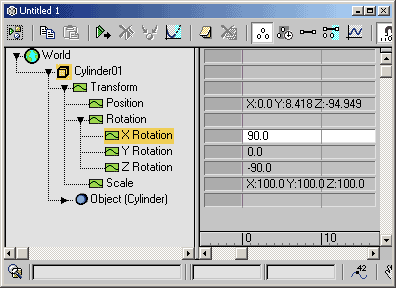 Untitled 1
World
Cylinder01
Transform
Position X:0.0 Y:8.418 Z:-94.949
Rotation
X Rotation 90.0
Y Rotation 0.0
Z Rotation -90.0
Scale X:100.0 Y:100.0 Z:100.0
Object (Cylinder)
0 10
42